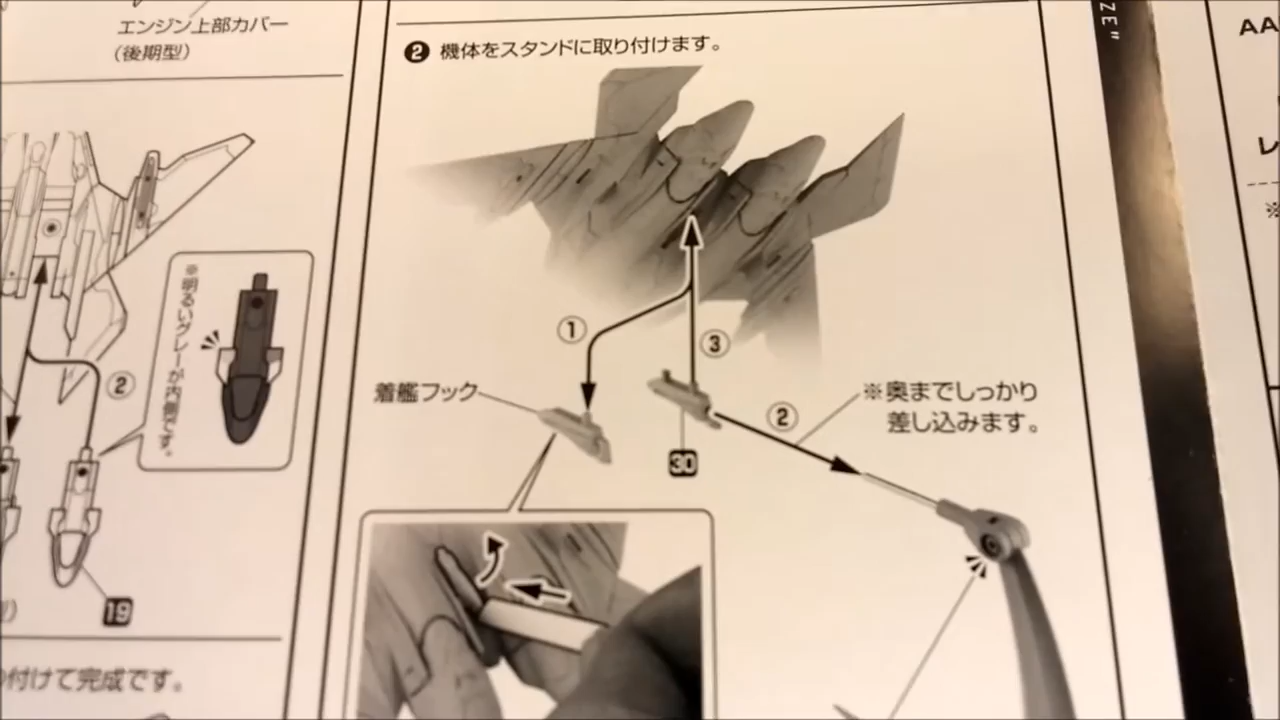 エンジン上部カバー
(後期型)
※明るいグレーが内側です。
②
19
付けて完成です。
❷ 機体をスタンドに取り付けます。
①
③
着艦フック
30
②
※奥までしっかり
差し込みます。
ZE"
AA
レ
※